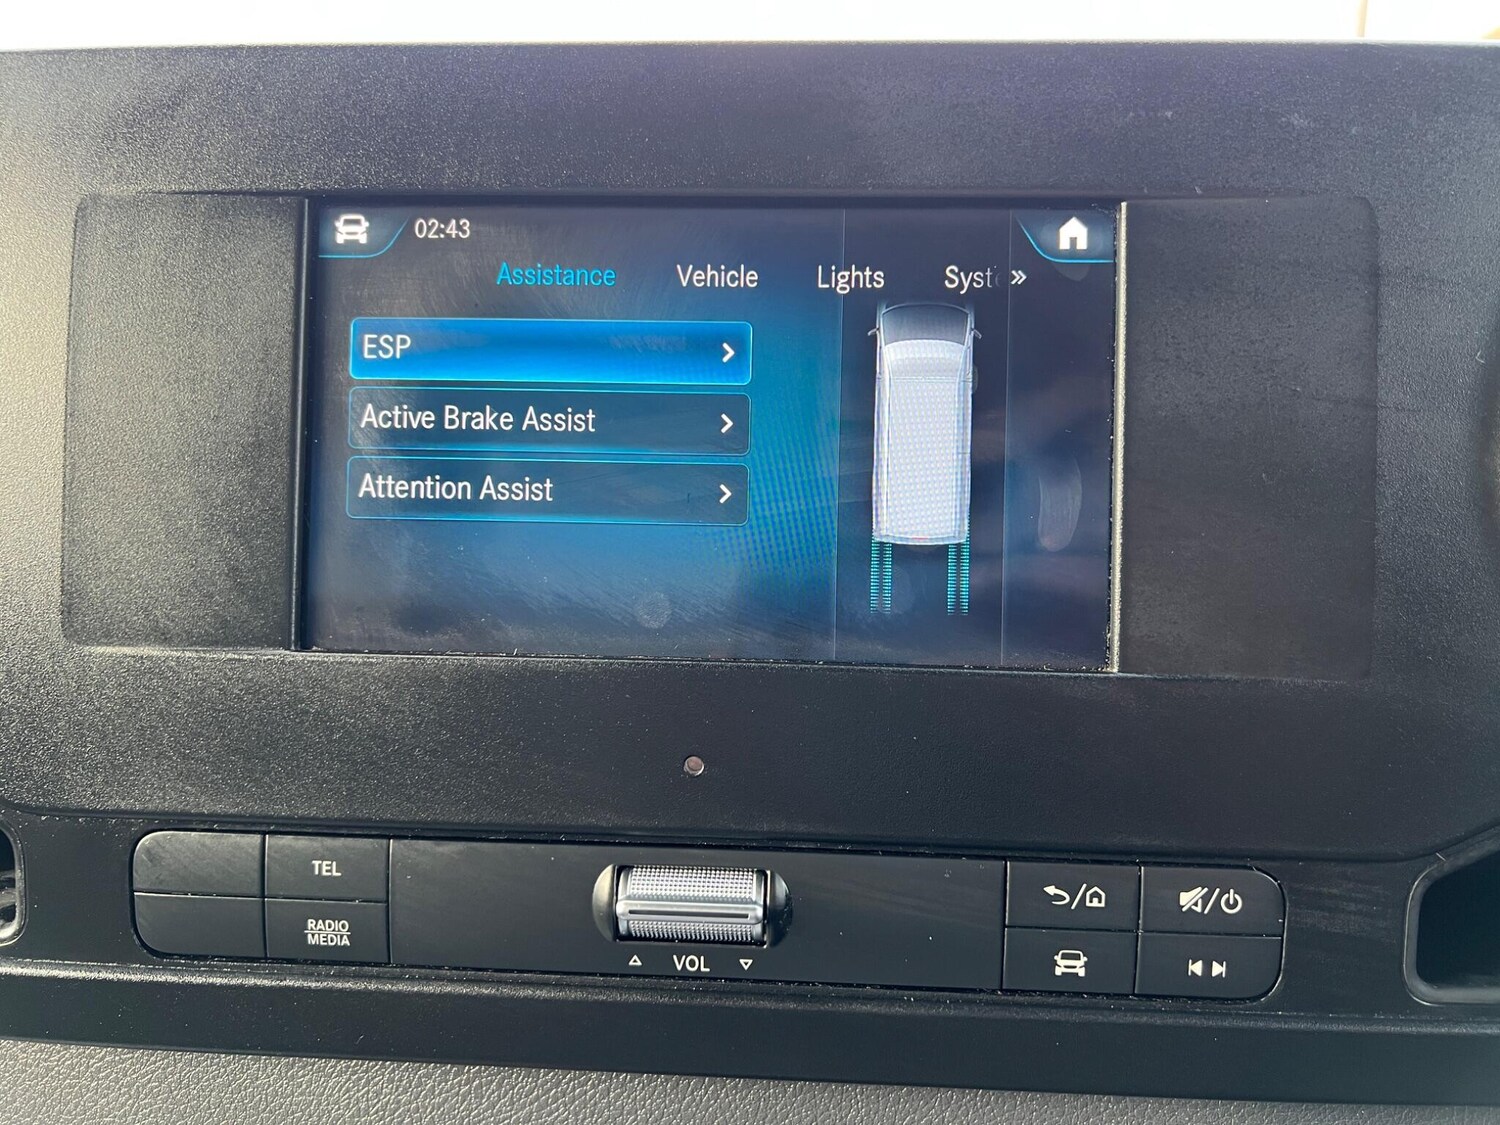 02:43
Assistance Vehicle Lights Syst
ESP
Active Brake Assist
Attention Assist
TEL
RADIO
MEDIA
VOL